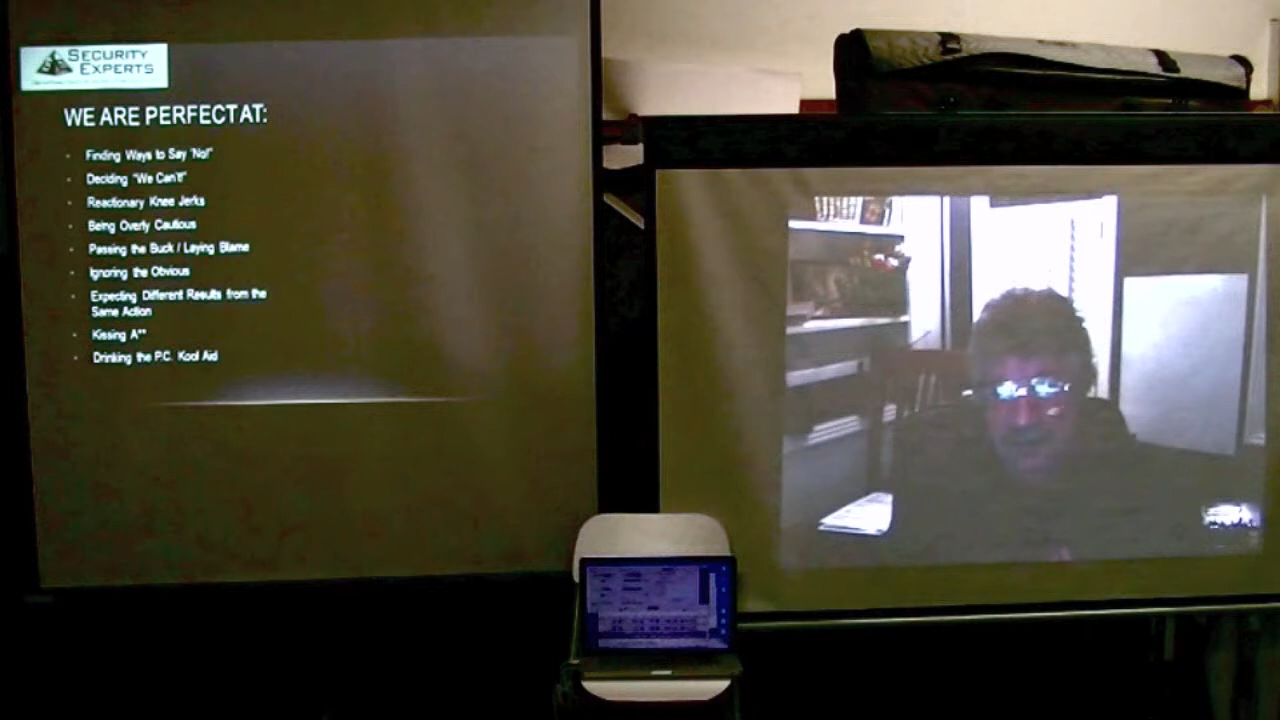 SECURITY
EXPERTS
WE ARE PERFECT AT:
Finding Ways to Say "No!"
Deciding "We Can't!"
Reactionary Knee Jerks
Being Overly Cautious
Passing the Buck / Laying Blame
Ignoring the Obvious
Expecting Different Results from the
Same Action
Kissing A**
Drinking the P.C. Kool Aid